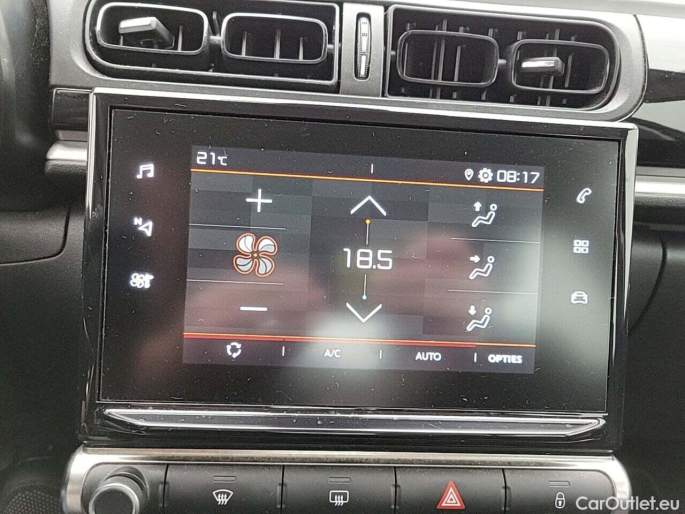 21°C 08:17
N
18.5
A/C AUTO OPTIES
CarOutlet.eu